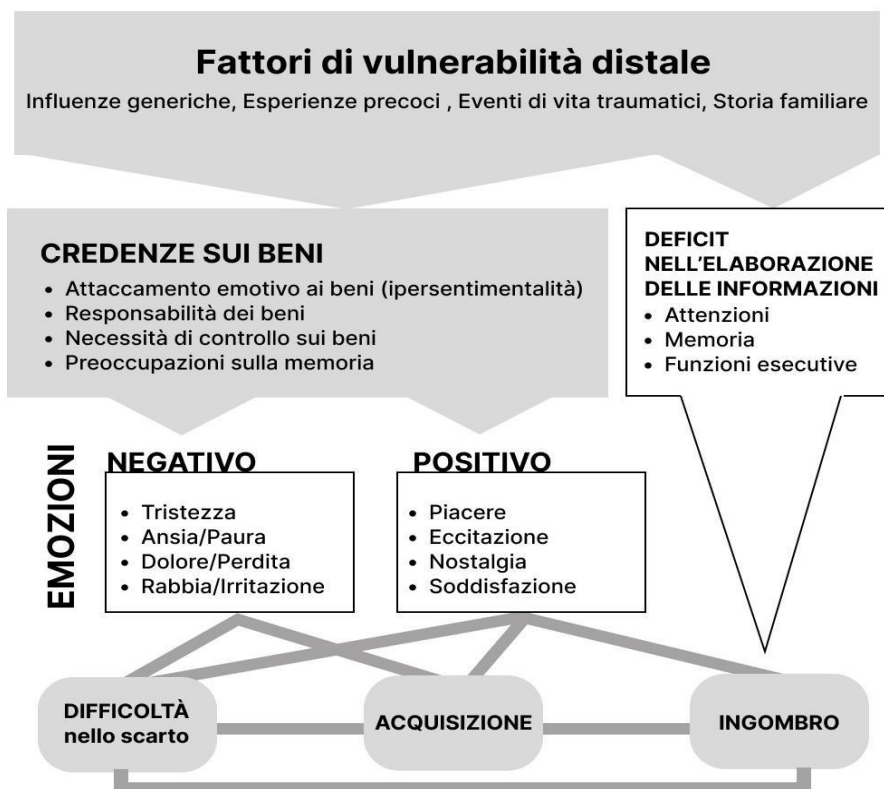 Fattori di vulnerabilità distale
Influenze generiche, Esperienze precoci , Eventi di vita traumatici, Storia familiare
CREDENZE SUI BENI
• Attaccamento emotivo ai beni (ipersentimentalità)
• Responsabilità dei beni
• Necessità di controllo sui beni
• Preoccupazioni sulla memoria
DEFICIT
NELL'ELABORAZIONE
DELLE INFORMAZIONI
• Attenzioni
• Memoria
• Funzioni esecutive
EMOZIONI
NEGATIVO
• Tristezza
• Ansia/Paura
• Dolore/Perdita
• Rabbia/Irritazione
POSITIVO
• Piacere
• Eccitazione
• Nostalgia
• Soddisfazione
DIFFICOLTÀ
nello scarto
ACQUISIZIONE
INGOMBRO